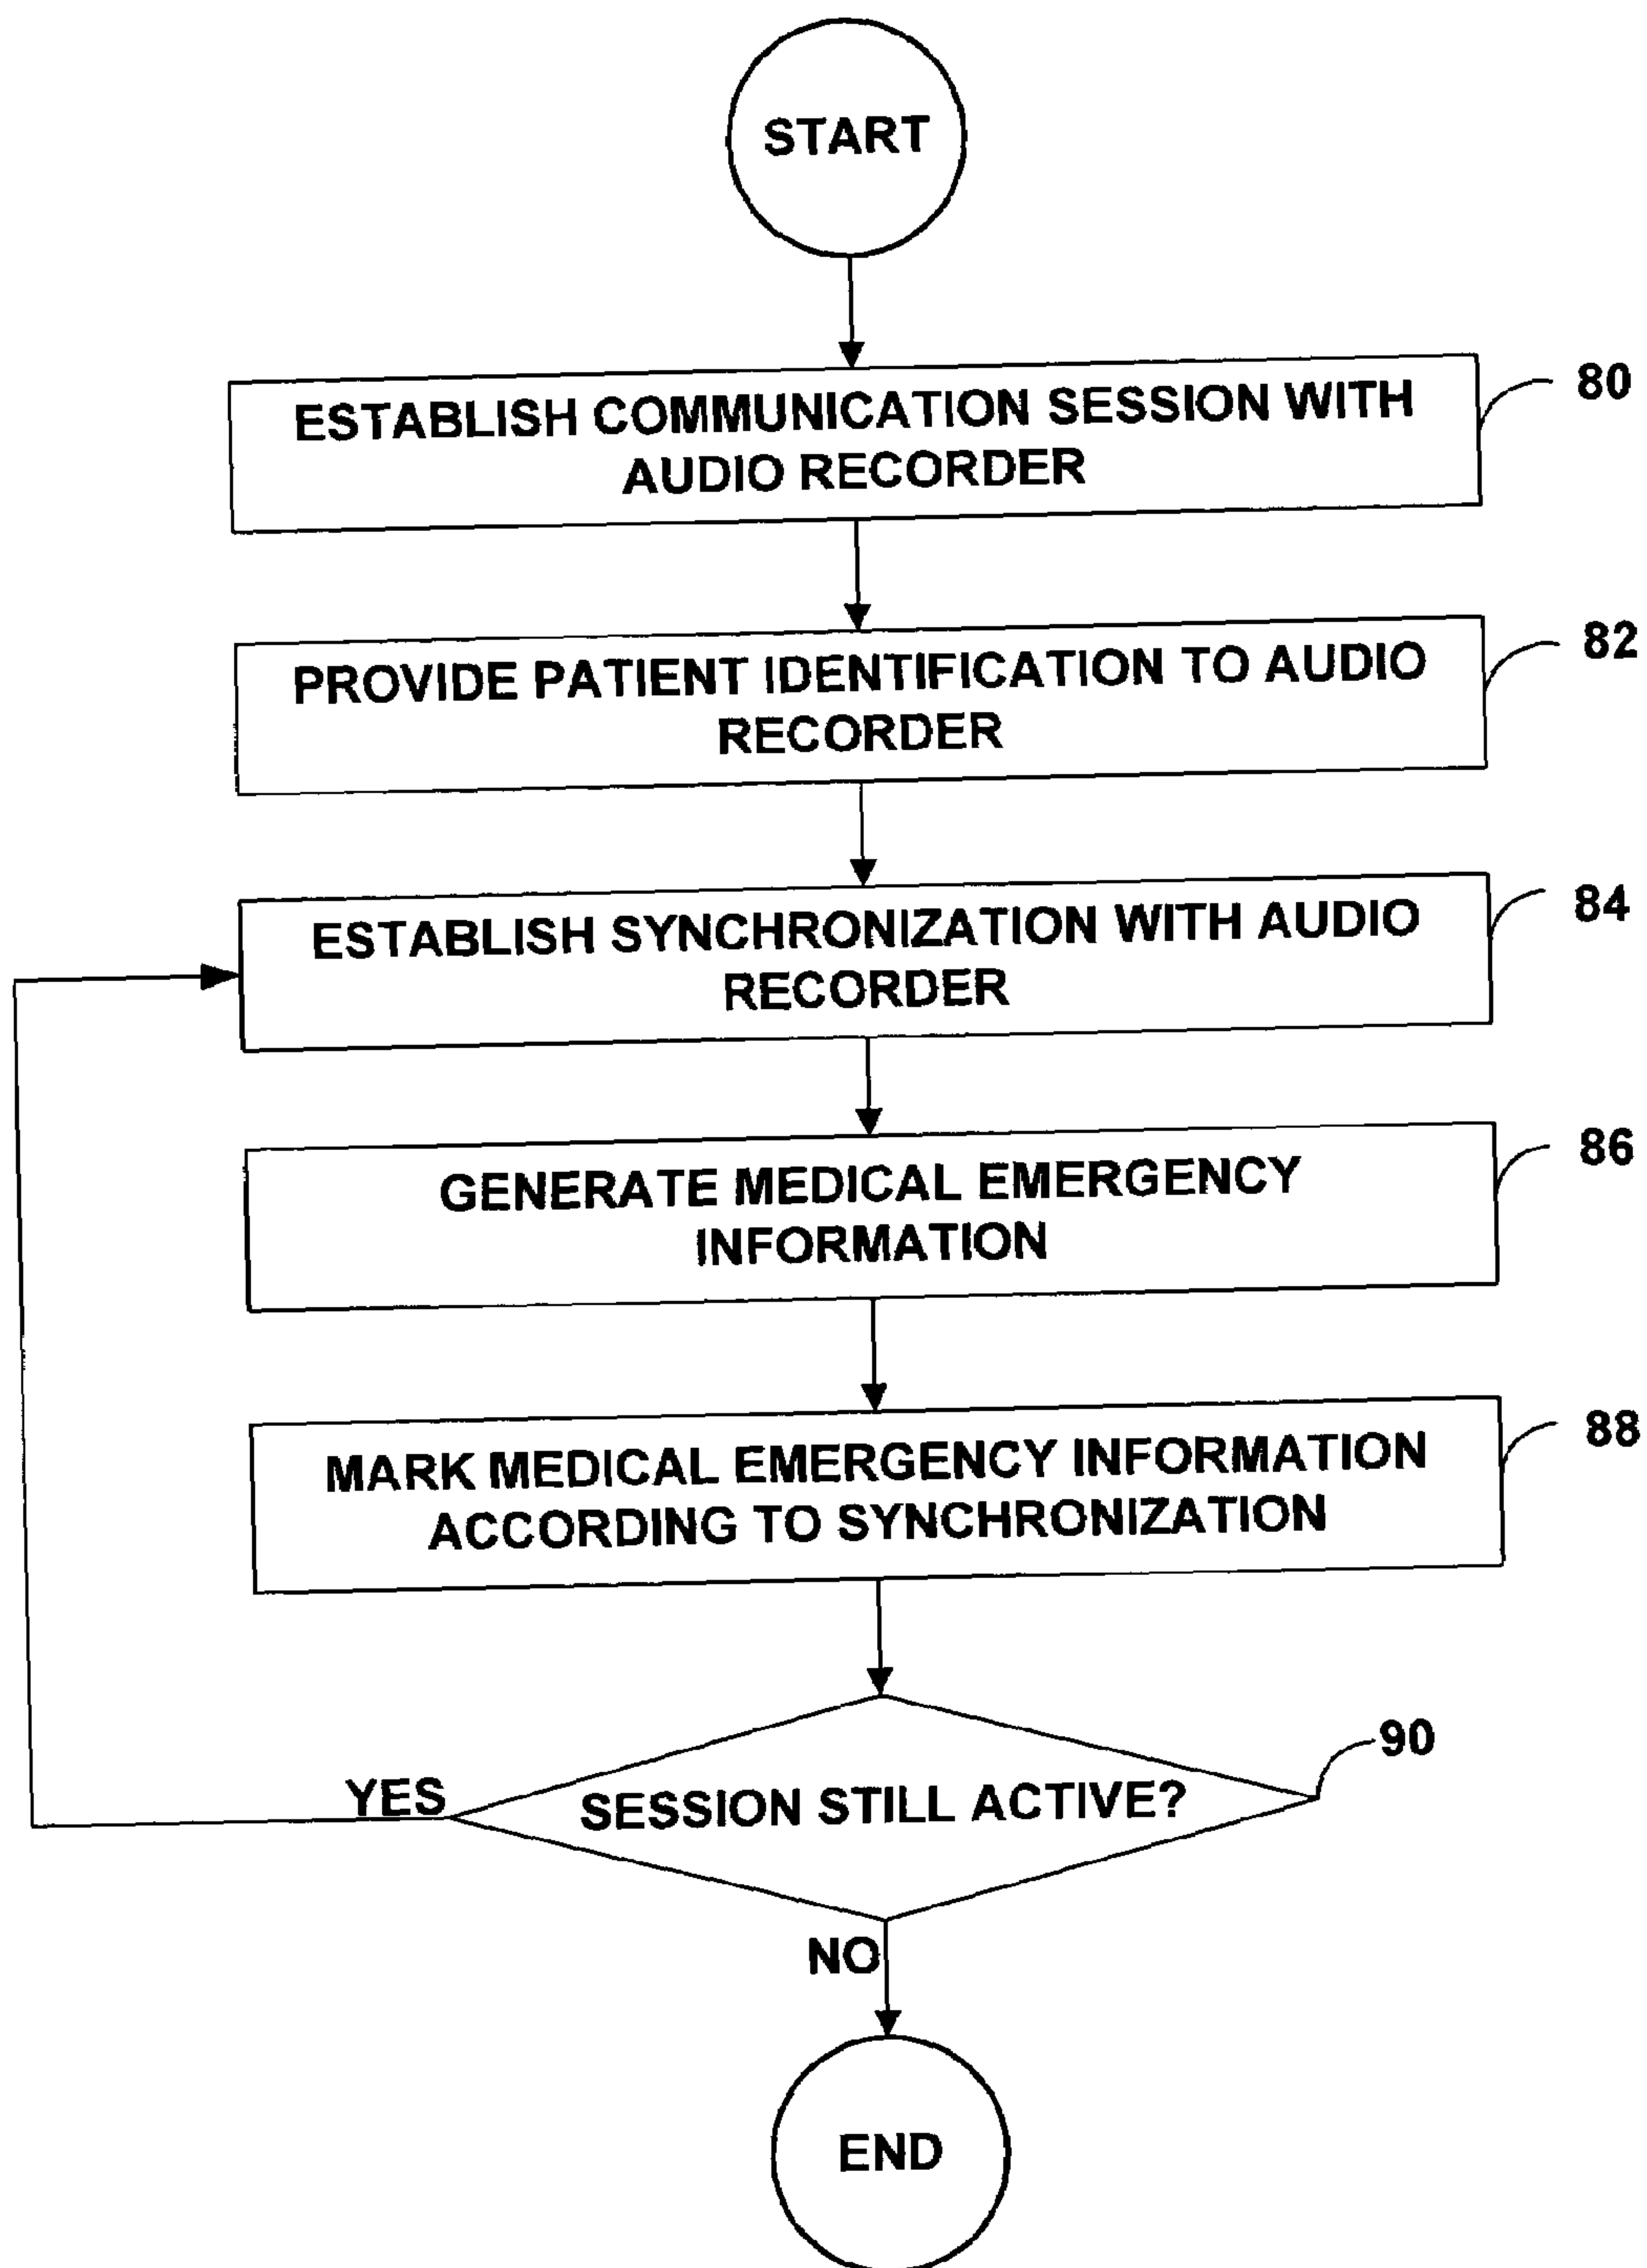 START
ESTABLISH COMMUNICATION SESSION WITH
AUDIO RECORDER
80
PROVIDE PATIENT IDENTIFICATION TO AUDIO
RECORDER
82
ESTABLISH SYNCHRONIZATION WITH AUDIO
RECORDER
84
GENERATE MEDICAL EMERGENCY
INFORMATION
86
MARK MEDICAL EMERGENCY INFORMATION
ACCORDING TO SYNCHRONIZATION
88
SESSION STILL ACTIVE?
90
YES
NO
END